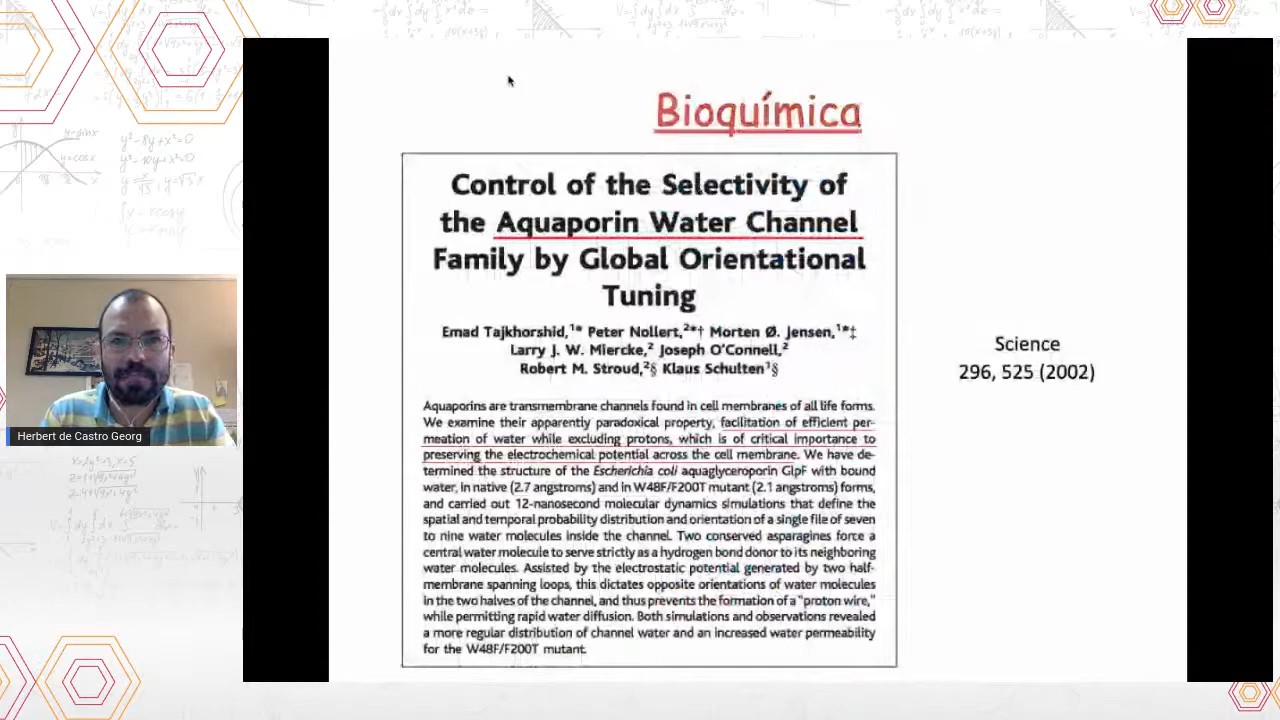 Bioquímica
Control of the Selectivity of
the Aquaporin Water Channel
Family by Global Orientational
Tuning
Emad Tajkhorshid,¹* Peter Nollert,²*† Morten Ø. Jensen,¹*‡
Larry J. W. Miercke,² Joseph O'Connell,²
Robert M. Stroud,²§ Klaus Schulten¹§
Aquaporins are transmembrane channels found in cell membranes of all life forms.
We examine their apparently paradoxical property, facilitation of efficient per-
meation of water while excluding protons, which is of critical importance to
preserving the electrochemical potential across the cell membrane. We have de-
termined the structure of the Escherichia coli aquaglyceroporin GlpF with bound
water, in native (2.7 angstroms) and in W48F/F200T mutant (2.1 angstroms) forms,
and carried out 12-nanosecond molecular dynamics simulations that define the
spatial and temporal probability distribution and orientation of a single file of seven
to nine water molecules inside the channel. Two conserved asparagines force a
central water molecule to serve strictly as a hydrogen bond donor to its neighboring
water molecules. Assisted by the electrostatic potential generated by two half-
membrane spanning loops, this dictates opposite orientations of water molecules
in the two halves of the channel, and thus prevents the formation of a "proton wire,"
while permitting rapid water diffusion. Both simulations and observations revealed
a more regular distribution of channel water and an increased water permeability
for the W48F/F200T mutant.
Science
296, 525 (2002)
Herbert de Castro Georg
y=sinx
y=cosx
y²-8y+x²=0
y²-10y+x²=0